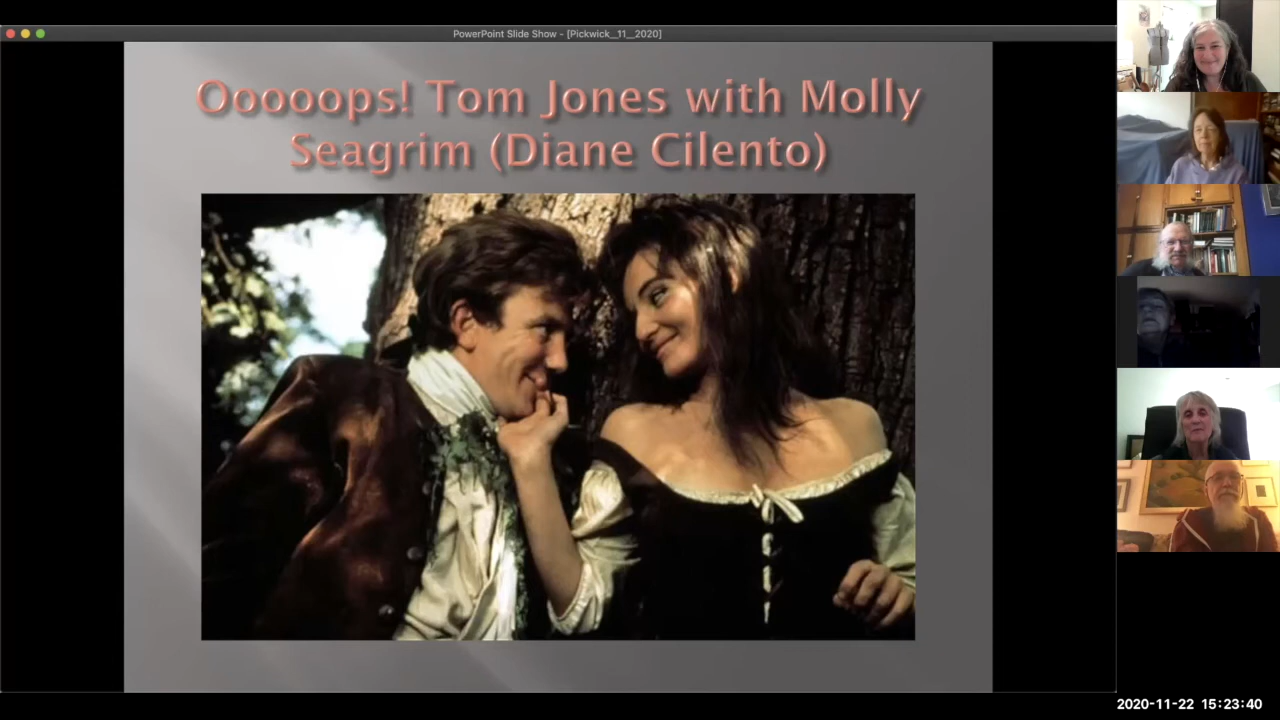 PowerPoint Slide Show - [Pickwick_11_2020]
Ooooops! Tom Jones with Molly
Seagrim (Diane Cilento)
2020-11-22 15:23:40